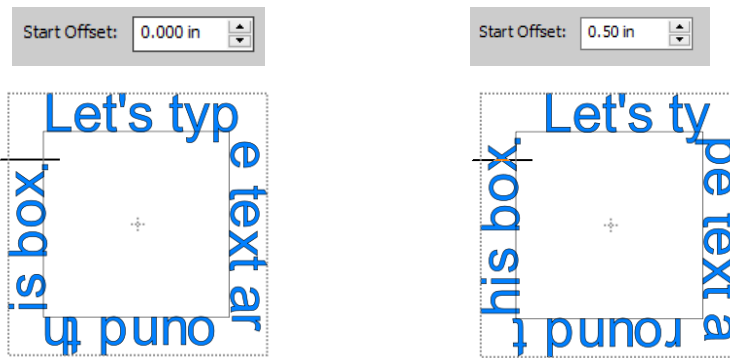 Start Offset: 0.000 in
Start Offset: 0.50 in
Let's typ
e text ar
ound th
is box.
Let's ty
pe text a
round t
his box.